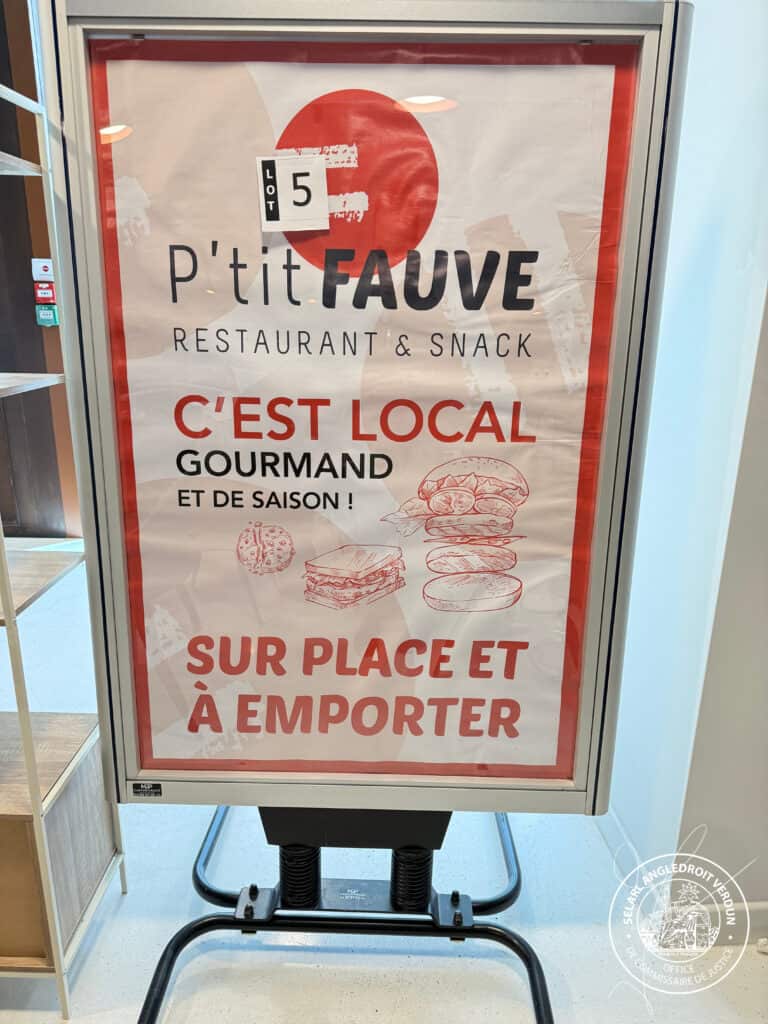 LOT 5
P'tit FAUVE
RESTAURANT & SNACK
C'EST LOCAL
GOURMAND
ET DE SAISON !
SUR PLACE ET
À EMPORTER
SELARL ANGLEDROIT VERDUN
OFFICE
DE COMMISSAIRE DE JUSTICE